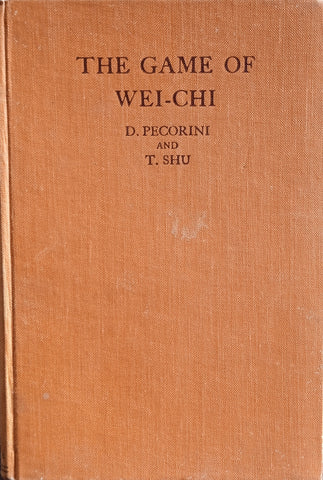 THE GAME OF
WEI-CHI
D. PECORINI
AND
T. SHU